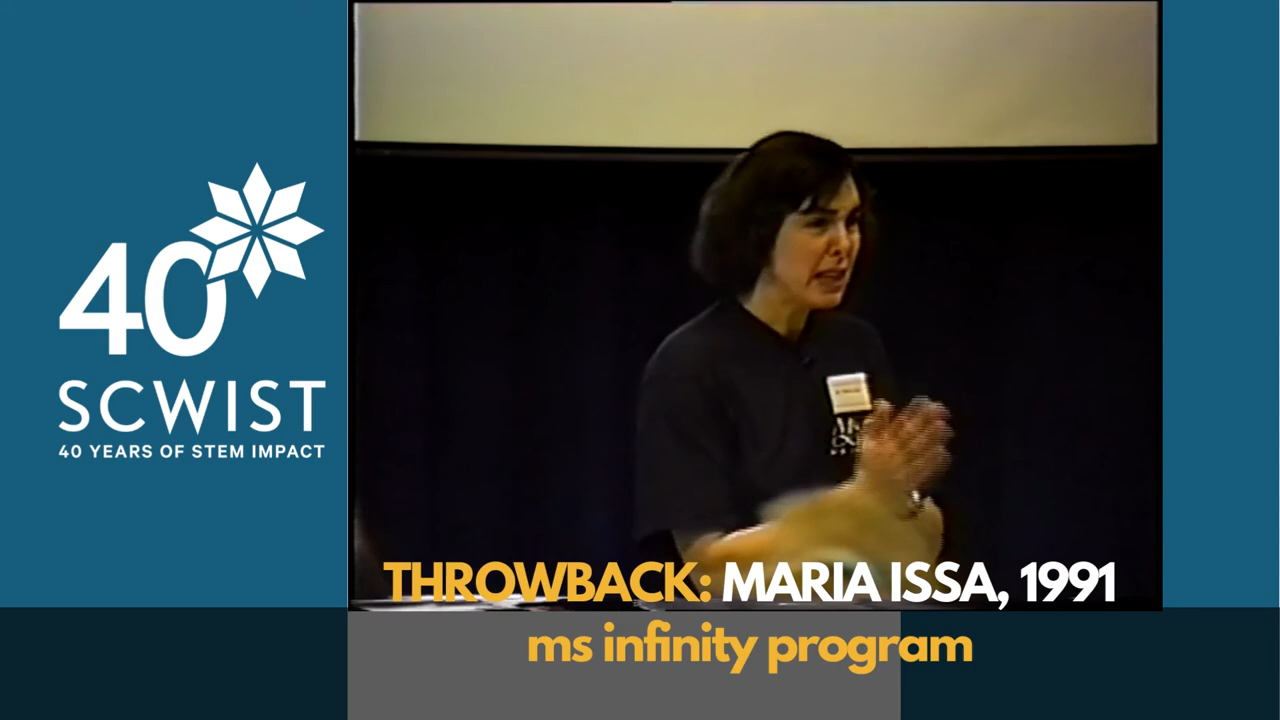 40
SCWIST
40 YEARS OF STEM IMPACT
THROWBACK: MARIA ISSA, 1991
ms infinity program